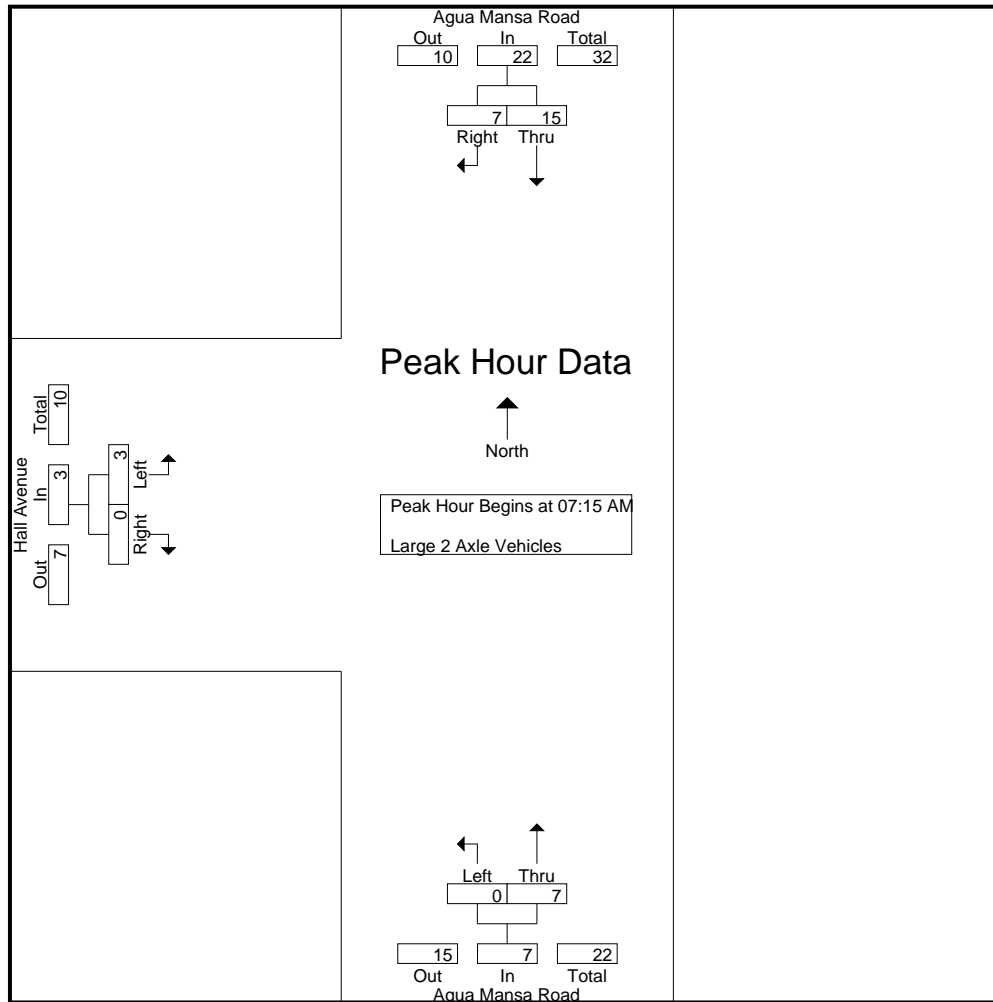 Agua Mansa Road
Out In Total
10 22 32
7 15
Right Thru
Peak Hour Data
North
Peak Hour Begins at 07:15 AM
Large 2 Axle Vehicles
Hall Avenue
Out In Total
7 3 10
Right Left
0 3
Left Thru
0 7
15 7 22
Out In Total
Agua Mansa Road